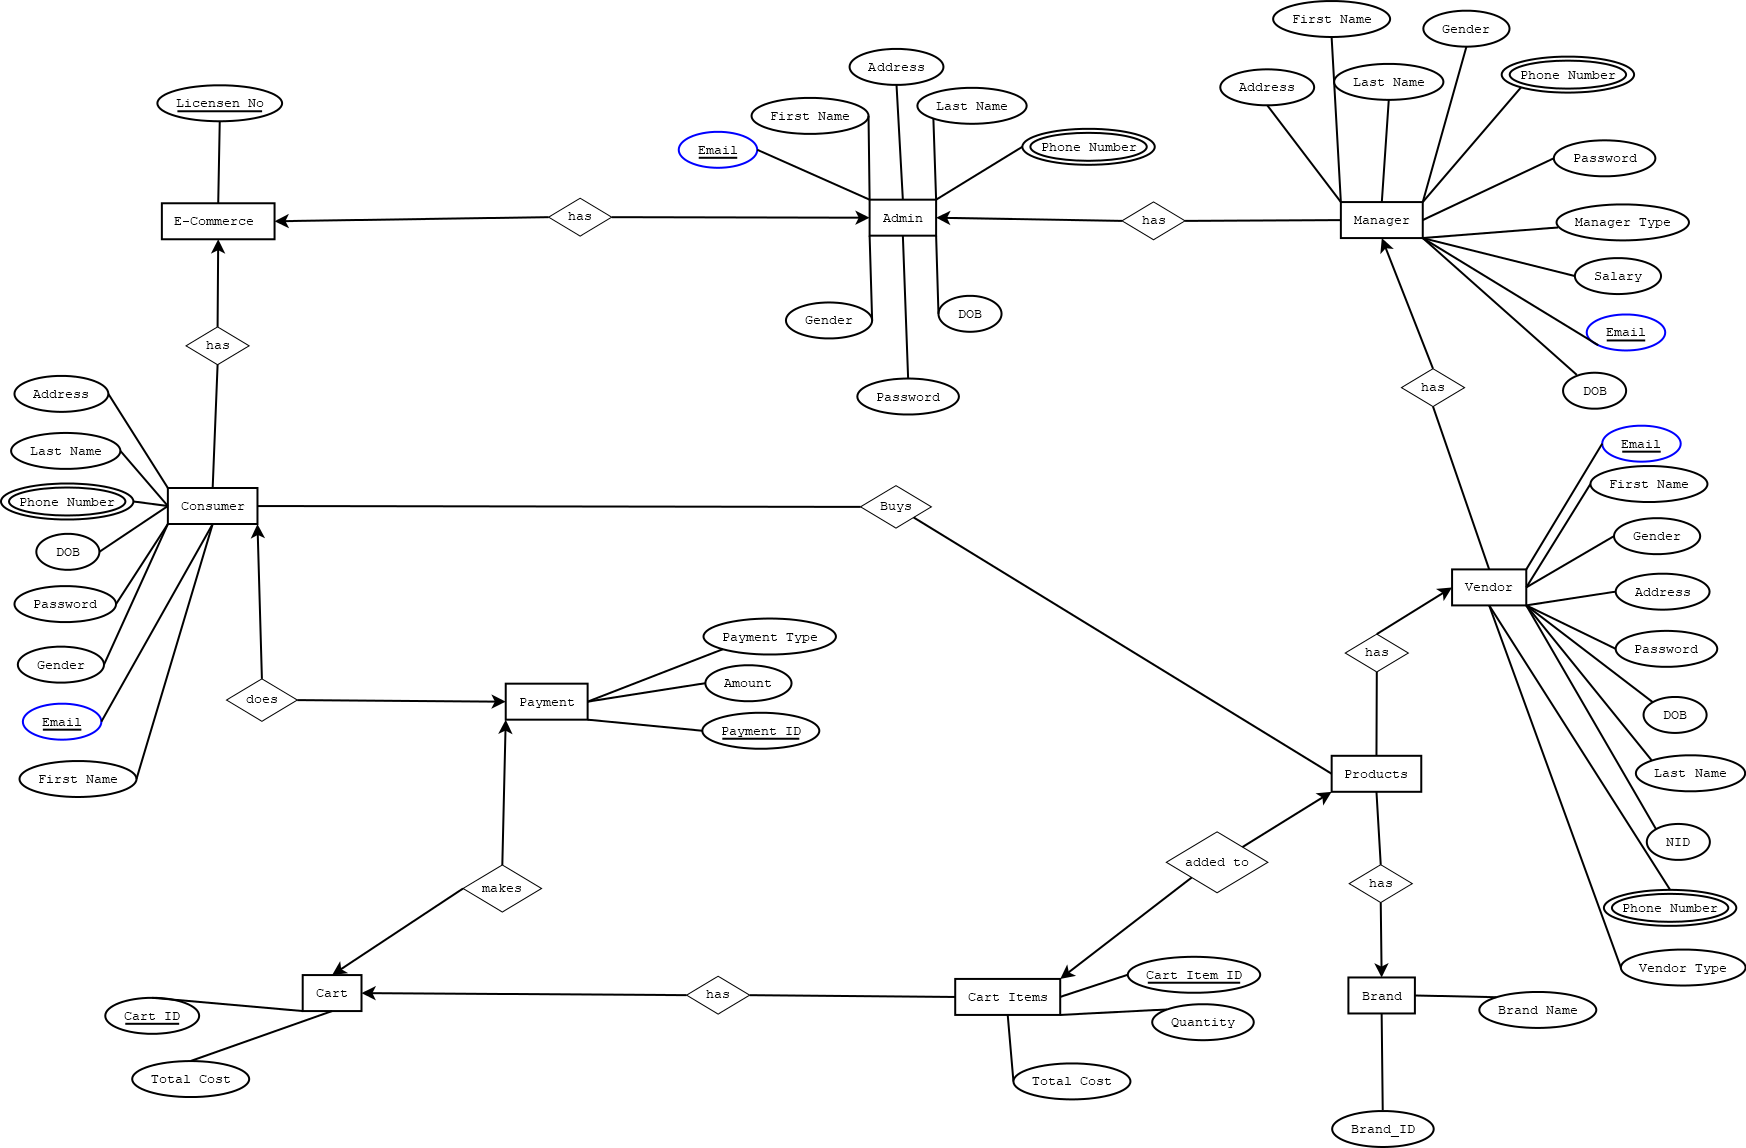 First Name
Gender
Address
Last Name
Phone Number
Address
Licensen No
First Name
Last Name
Email
Phone Number
Password
E-Commerce
has
Admin
has
Manager
Manager Type
Salary
Gender
DOB
Email
has
Password
has
DOB
Address
Last Name
Phone Number
Consumer
Buys
DOB
Password
Gender
Email
First Name
Email
First Name
Gender
Vendor
Address
Password
DOB
Last Name
NID
Phone Number
Vendor Type
does
Payment
Payment Type
Amount
Payment ID
has
Products
makes
added to
has
Cart
has
Cart Items
Cart Item ID
Quantity
Brand
Brand Name
Cart ID
Total Cost
Total Cost
Brand_ID